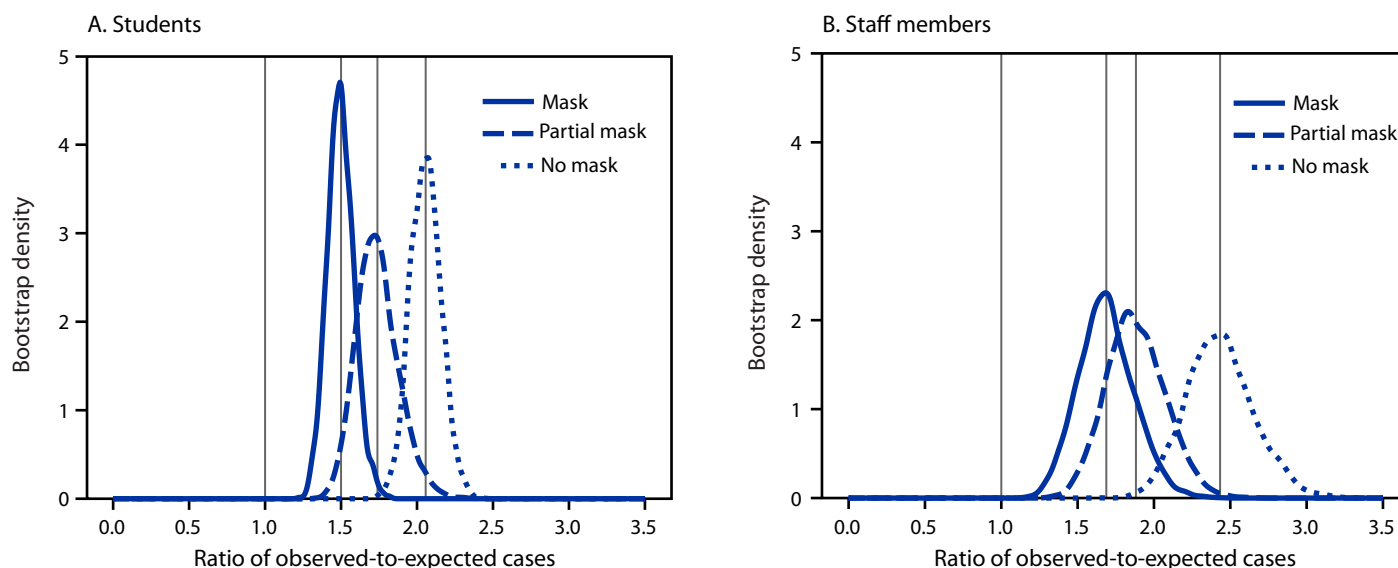 A. Students
5
4
3
2
1
0
Bootstrap density
Mask
Partial mask
No mask
0.0 0.5 1.0 1.5 2.0 2.5 3.0 3.5
Ratio of observed-to-expected cases
B. Staff members
5
4
3
2
1
0
Bootstrap density
Mask
Partial mask
No mask
0.0 0.5 1.0 1.5 2.0 2.5 3.0 3.5
Ratio of observed-to-expected cases